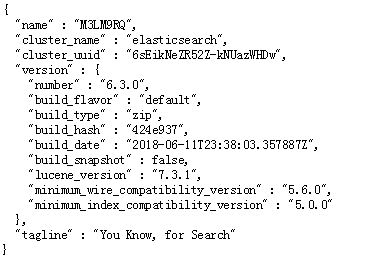 {
  "name" : "M3LM9RQ",
  "cluster_name" : "elasticsearch",
  "cluster_uuid" : "6sEikNeZR52Z-kNUazWHDw",
  "version" : {
    "number" : "6.3.0",
    "build_flavor" : "default",
    "build_type" : "zip",
    "build_hash" : "424e937",
    "build_date" : "2018-06-11T23:38:03.357887Z",
    "build_snapshot" : false,
    "lucene_version" : "7.3.1",
    "minimum_wire_compatibility_version" : "5.6.0",
    "minimum_index_compatibility_version" : "5.0.0"
  },
  "tagline" : "You Know, for Search"
}